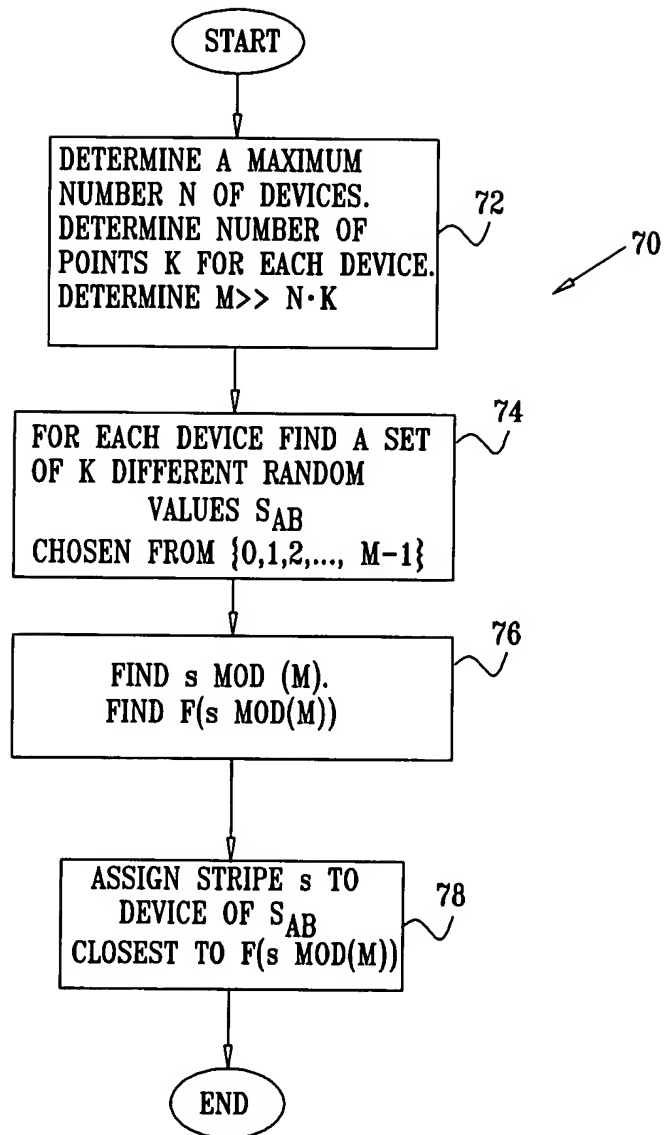 START
DETERMINE A MAXIMUM
NUMBER N OF DEVICES.
DETERMINE NUMBER OF
POINTS K FOR EACH DEVICE.
DETERMINE M>> N·K
72
70
FOR EACH DEVICE FIND A SET
OF K DIFFERENT RANDOM
VALUES S_AB
CHOSEN FROM {0,1,2,..., M-1}
74
FIND s MOD (M).
FIND F(s MOD(M))
76
ASSIGN STRIPE s TO
DEVICE OF S_AB
CLOSEST TO F(s MOD(M))
78
END